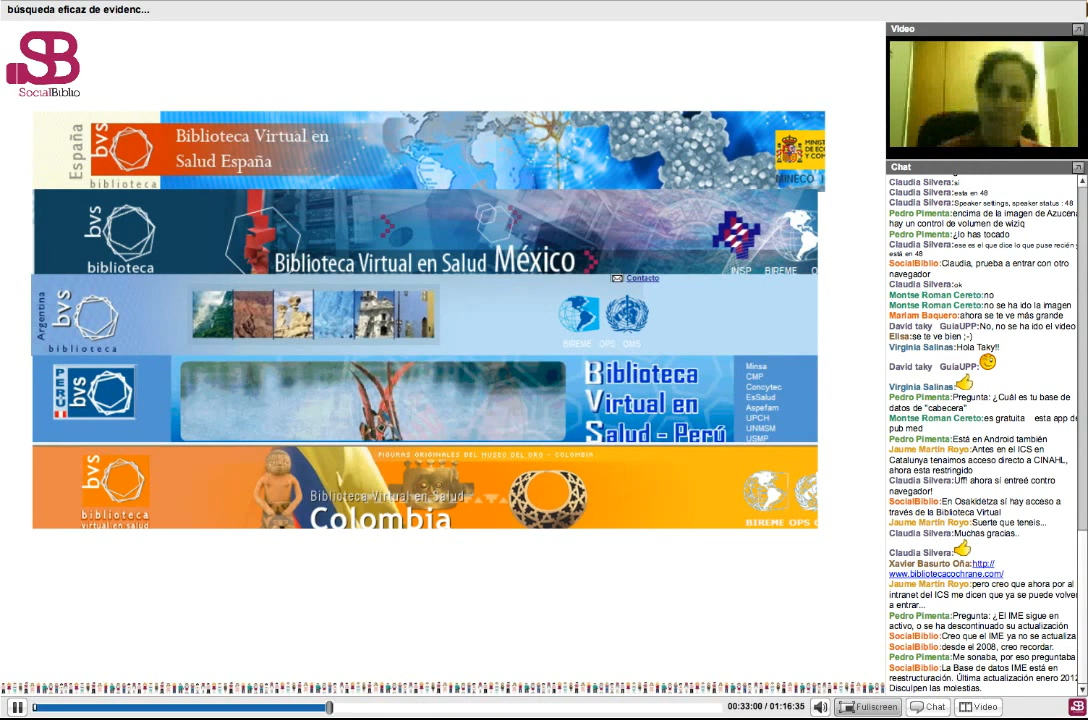 búsqueda eficaz de evidenc...
SB
SocialBiblio
España
bvs
biblioteca
Biblioteca Virtual en
Salud España
MINECO
bvs
biblioteca
Biblioteca Virtual en Salud México
INSP BIREME O
Contacto
Argentina
bvs
biblioteca
BIREME OPS OMS
PERU
bvs
Biblioteca
Virtual en
Salud - Perú
Minsa
CMP
Concytec
EsSalud
Aspefam
UPCH
UNMSM
USMP
FIGURAS ORIGINALES DEL MUSEO DEL ORO - COLOMBIA
bvs
biblioteca
virtual en salud
Biblioteca Virtual en Salud
Colombia
BIREME OPS O
Video
Chat
Claudia Silvera:si
Claudia Silvera:esta en 48
Claudia Silvera:Speaker settings, speaker status : 48
Pedro Pimenta:encima de la imagen de Azucena
hay un control de volumen de wiziq
Pedro Pimenta:¿lo has tocado
Claudia Silvera:ese es el que dice lo que puse recién y
está en 48
SocialBiblio:Claudia, prueba a entrar con otro
navegador
Claudia Silvera:ok
Montse Roman Cereto:no
Montse Roman Cereto:no se ha ido la imagen
Mariam Baquero:ahora se te ve más grande
David taky GuiaUPP:No, no se ha ido el video
Elisa:se te ve bien ;-)
Virginia Salinas:Hola Taky!!
David taky GuiaUPP:
Virginia Salinas:
Pedro Pimenta:Pregunta: ¿Cuál es tu base de
datos de "cabecera"
Montse Roman Cereto:es gratuita esta app de
pub med
Pedro Pimenta:Está en Android también
Jaume Martín Royo:Antes en el ICS en
Catalunya teniamos acceso directo a CINAHL,
ahora esta restringido
Claudia Silvera:Uff! ahora sí entreé contro
navegador!
SocialBiblio:En Osakidetza sí hay acceso a
través de la Biblioteca Virtual
Jaume Martín Royo:Suerte que teneis...
Claudia Silvera:Muchas gracias..
Claudia Silvera:
Xavier Basurto Oña:http://
www.bibliotecacochrane.com/
Jaume Martín Royo:pero creo que ahora por al
intranet del ICS me dicen que ya se puede volver
a entrar...
Pedro Pimenta:Pregunta: ¿El IME sigue en
activo, o se ha descontinuado su actualización
SocialBiblio:Creo que el IME ya no se actualiza
SocialBiblio:desde el 2008, creo recordar.
Pedro Pimenta:Me sonaba, por eso preguntaba
SocialBiblio:La Base de datos IME está en
reestructuración. Última actualización enero 2012
Disculpen las molestias.
00:33:00 / 01:16:35
Fullscreen
Chat
Video
SB